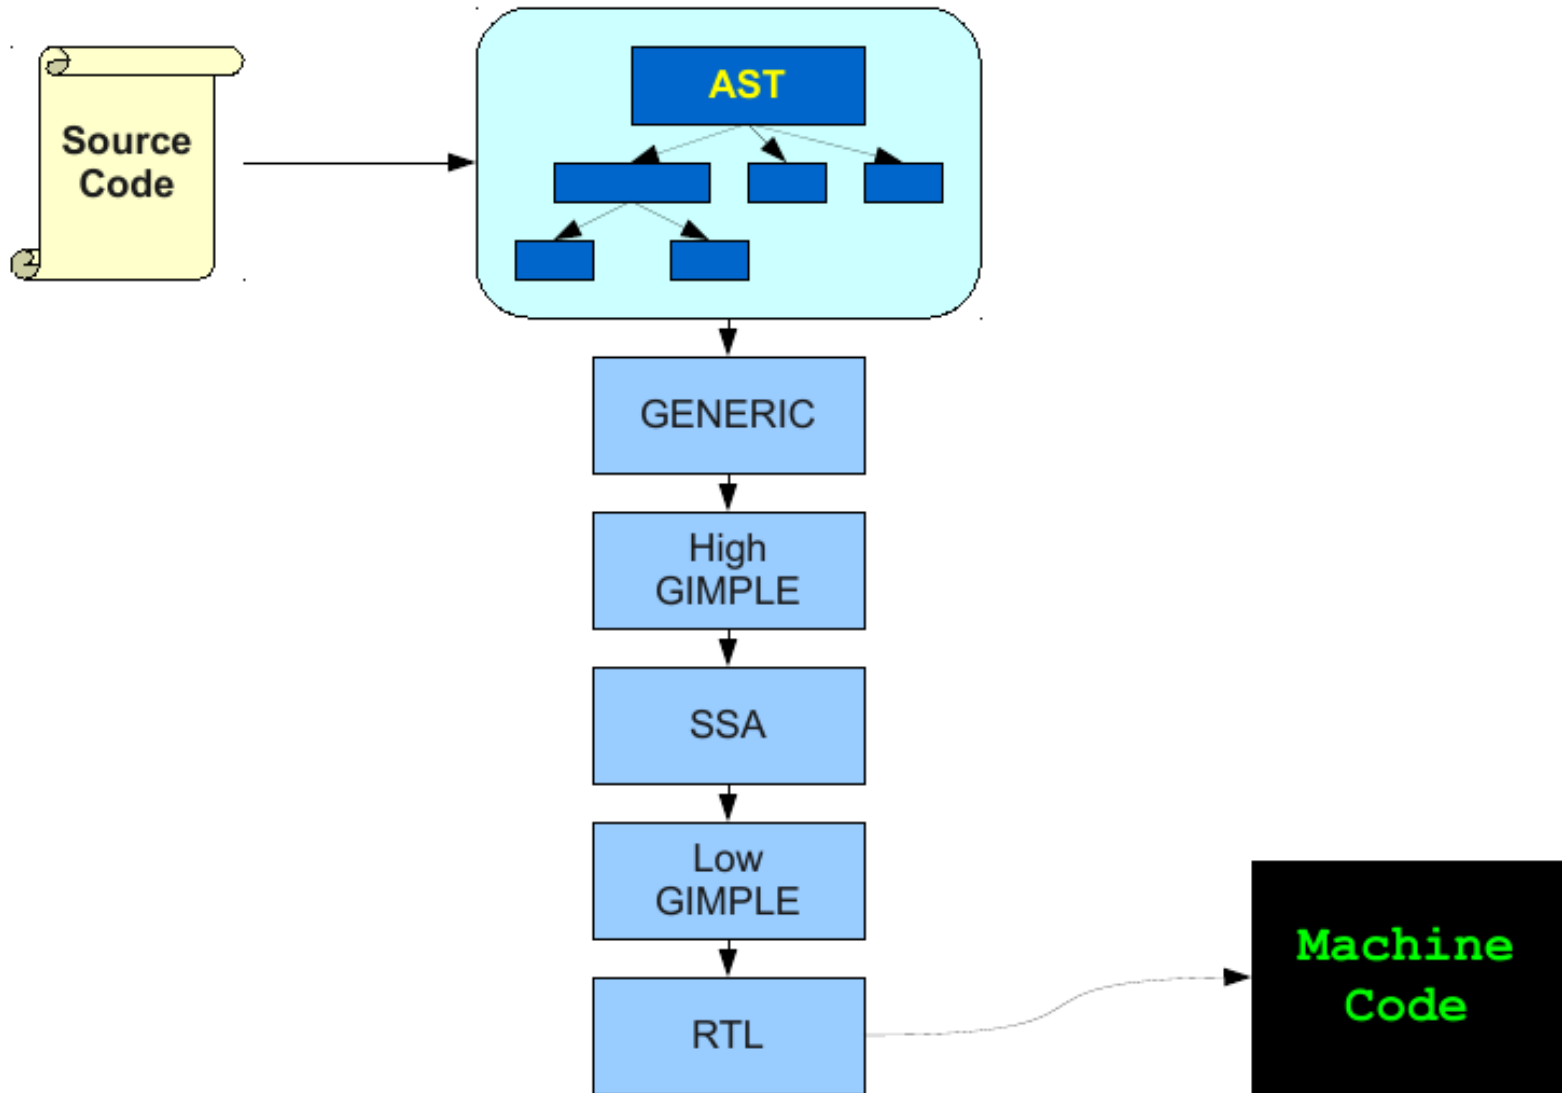 Source
Code
AST
GENERIC
High
GIMPLE
SSA
Low
GIMPLE
RTL
Machine
Code